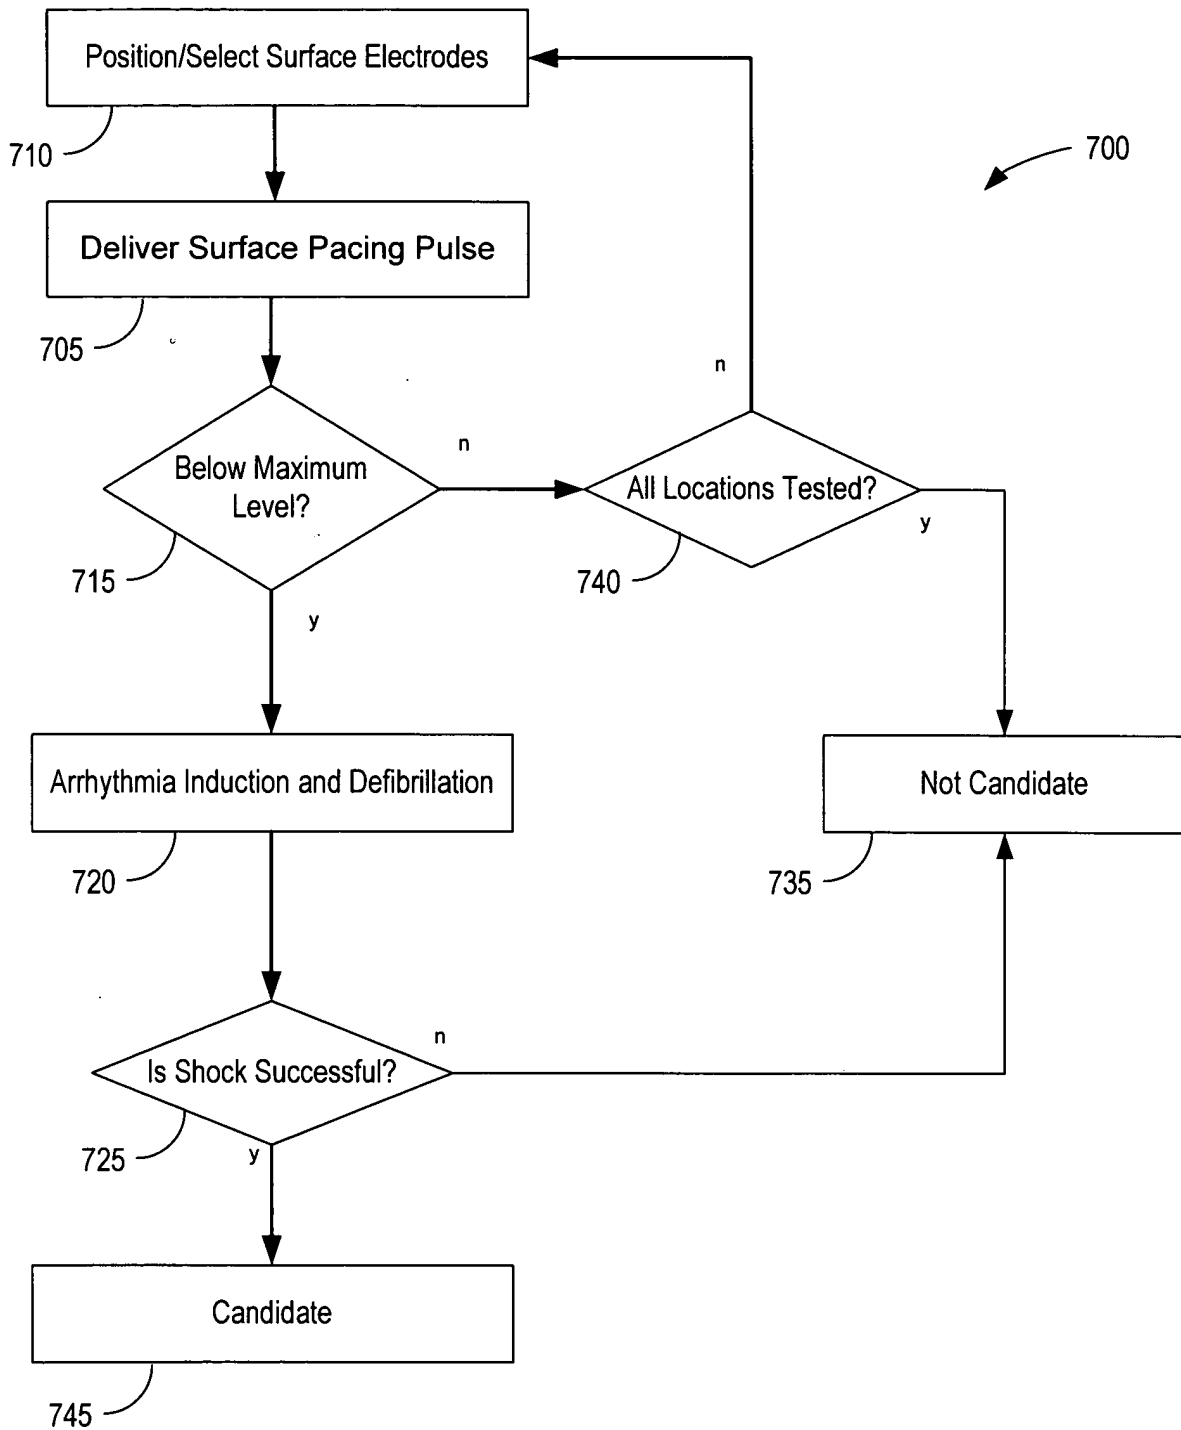 Position/Select Surface Electrodes
710
700
Deliver Surface Pacing Pulse
705
n
n
Below Maximum
Level?
All Locations Tested?
y
715
740
y
Arrhythmia Induction and Defibrillation
Not Candidate
720
735
n
Is Shock Successful?
725
y
Candidate
745